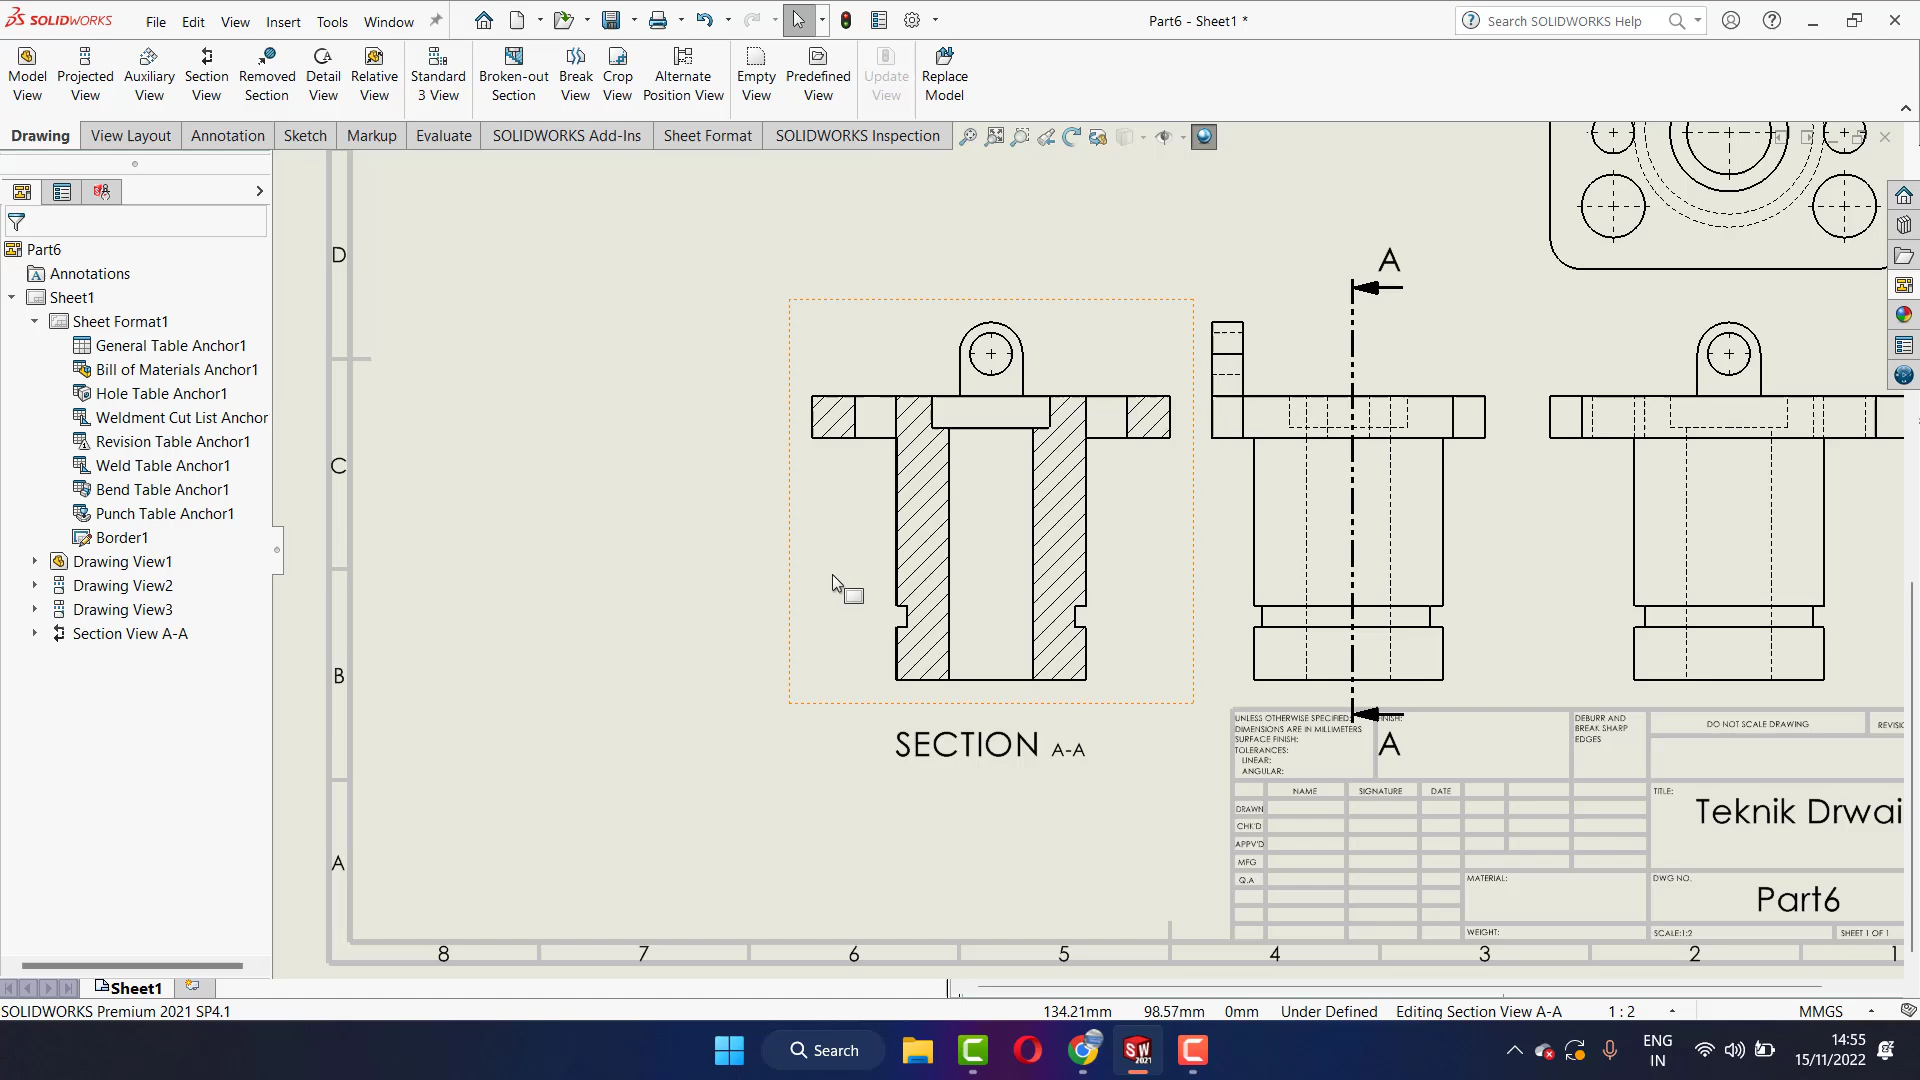 SOLIDWORKS File Edit View Insert Tools Window Part6 - Sheet1 * Search SOLIDWORKS Help
Model View Projected View Auxiliary View Section View Removed Section Detail View Relative View Standard 3 View Broken-out Section Break View Crop View Alternate Position View Empty View Predefined View Update View Replace Model
Drawing View Layout Annotation Sketch Markup Evaluate SOLIDWORKS Add-Ins Sheet Format SOLIDWORKS Inspection
Part6
Annotations
Sheet1
Sheet Format1
General Table Anchor1
Bill of Materials Anchor1
Hole Table Anchor1
Weldment Cut List Anchor
Revision Table Anchor1
Weld Table Anchor1
Bend Table Anchor1
Punch Table Anchor1
Border1
Drawing View1
Drawing View2
Drawing View3
Section View A-A
D
C
B
A
A
A
SECTION A-A
UNLESS OTHERWISE SPECIFIED:
DIMENSIONS ARE IN MILLIMETERS
SURFACE FINISH:
TOLERANCES:
LINEAR:
ANGULAR:
DEBURR AND
BREAK SHARP
EDGES
DO NOT SCALE DRAWING
NAME SIGNATURE DATE
DRAWN
CHK'D
APPV'D
MFG
Q.A
TITLE:
Teknik Drwai
MATERIAL:
DWG NO.
Part6
WEIGHT:
SCALE:1:2
SHEET 1 OF 1
8 7 6 5 4 3 2 1
Sheet1
SOLIDWORKS Premium 2021 SP4.1 134.21mm 98.57mm 0mm Under Defined Editing Section View A-A 1 : 2 MMGS
Search
SW
2021
ENG
IN
14:55
15/11/2022